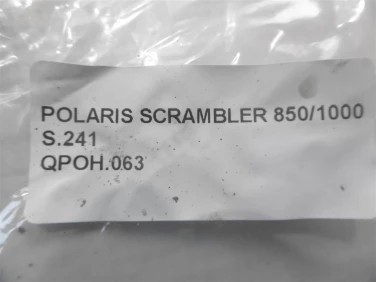 POLARIS SCRAMBLER 850/1000
S.241
QPOH.063